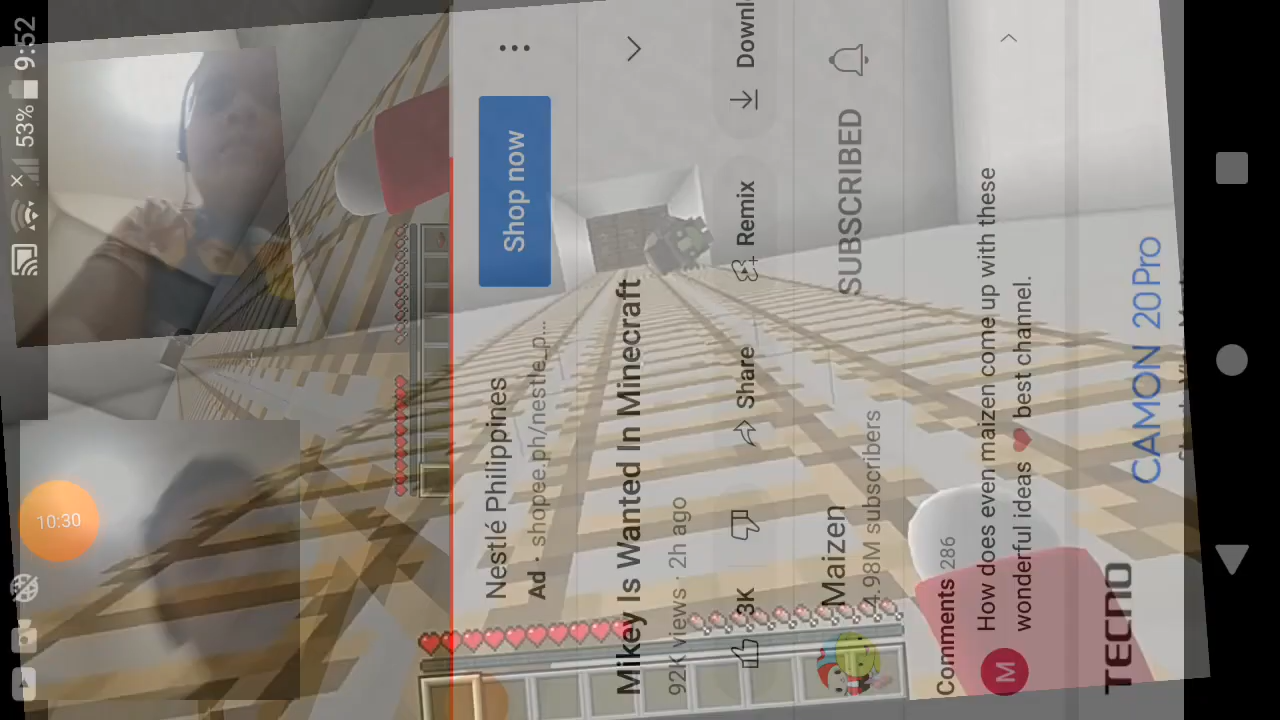 9:52
53%
10:30
Nestlé Philippines
Ad · shopee.ph/nestle_p...
Shop now
Mikey Is Wanted In Minecraft
92K views · 2h ago
3K
Share
Remix
Downl
Maizen
4.98M subscribers
SUBSCRIBED
Comments 286
M
How does even maizen come up with these
wonderful ideas ❤ best channel.
TECNO
CAMON 20 Pro